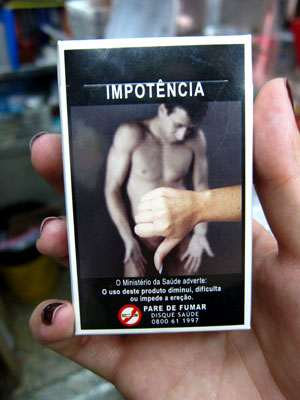 IMPOTÊNCIA
O Ministério da Saúde adverte:
O uso deste produto diminui, dificulta
ou impede a ereção.
PARE DE FUMAR
DISQUE SAÚDE
0800 61 1997